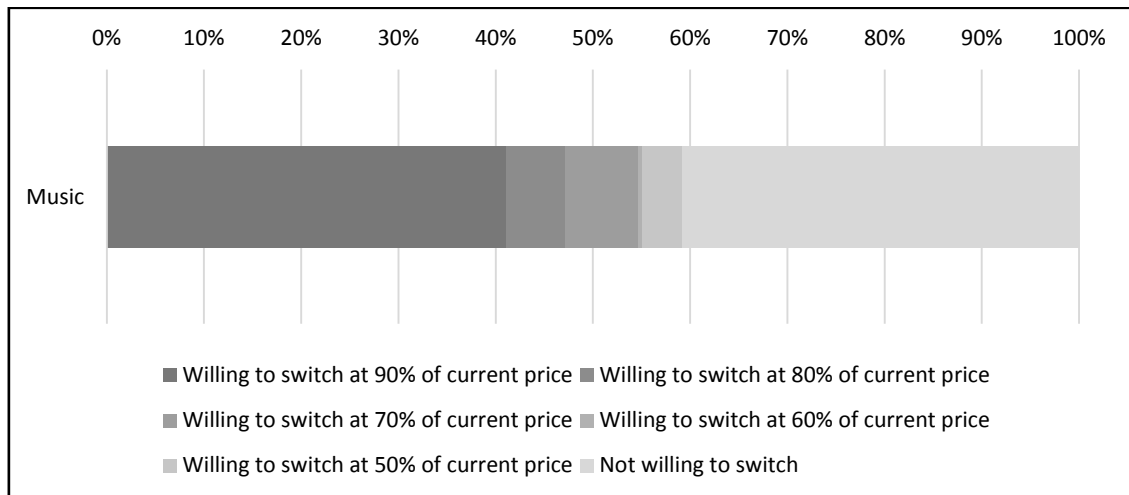 0% 10% 20% 30% 40% 50% 60% 70% 80% 90% 100%
Music
Willing to switch at 90% of current price Willing to switch at 80% of current price
Willing to switch at 70% of current price Willing to switch at 60% of current price
Willing to switch at 50% of current price Not willing to switch